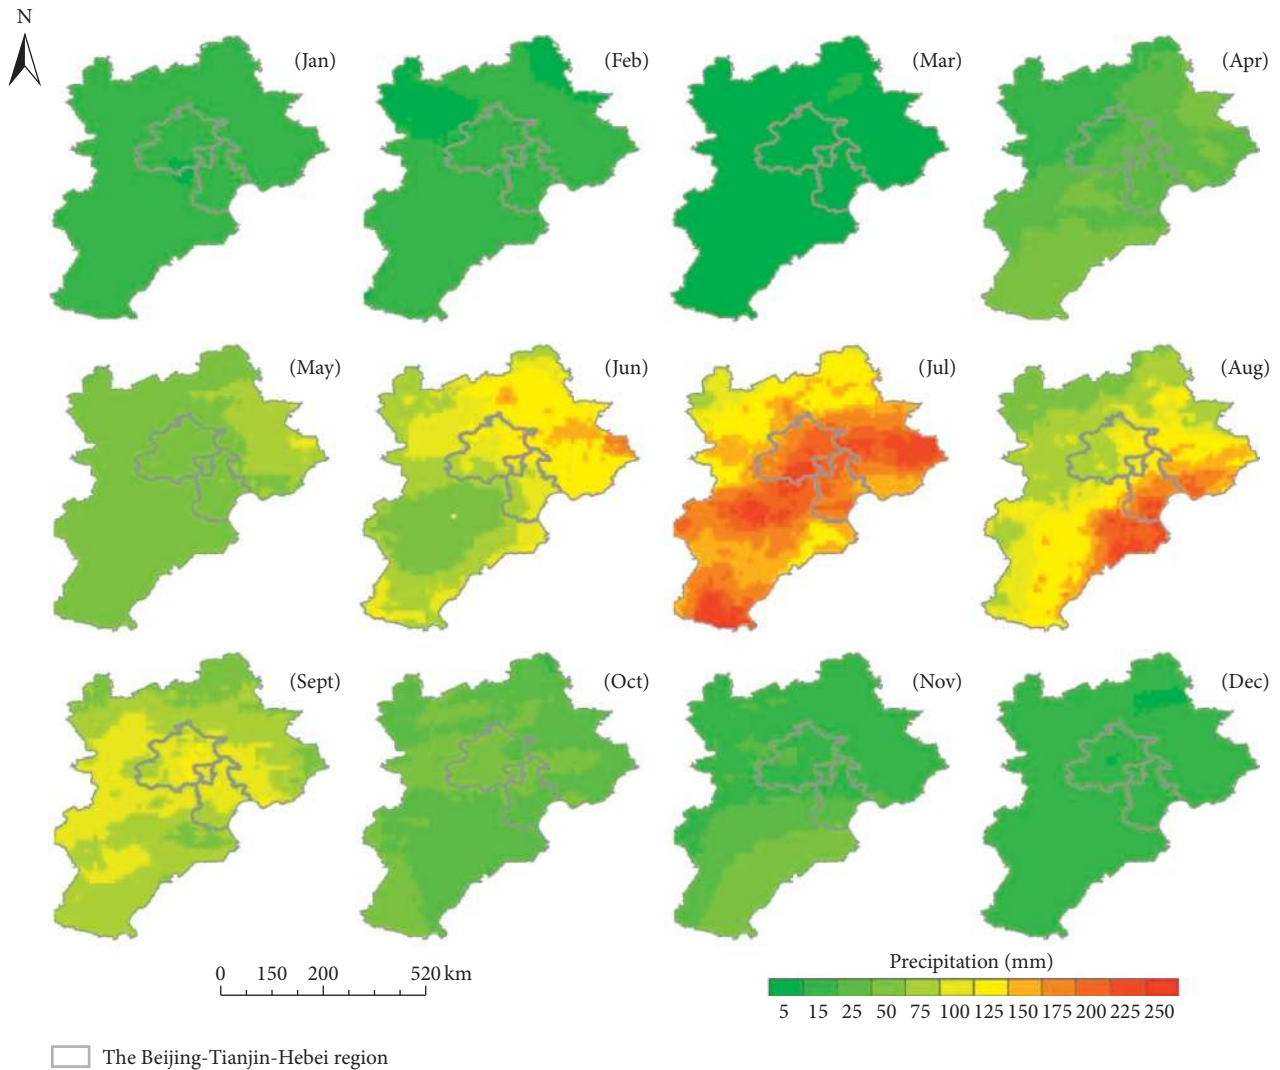 N
(Jan)
(Feb)
(Mar)
(Apr)
(May)
(Jun)
(Jul)
(Aug)
(Sept)
(Oct)
(Nov)
(Dec)
0 150 200 520 km
Precipitation (mm)
5 15 25 50 75 100 125 150 175 200 225 250
The Beijing-Tianjin-Hebei region